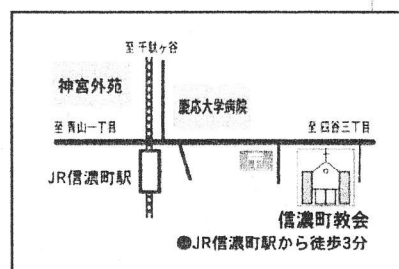 至千駄ヶ谷
神宮外苑
慶応大学病院
至青山一丁目
至四谷三丁目
JR信濃町駅
信濃町教会
●JR信濃町駅から徒歩3分